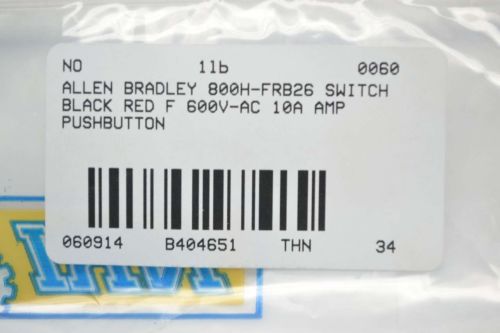 NO 1lb 0060
ALLEN BRADLEY 800H-FRB26 SWITCH
BLACK RED F 600V-AC 10A AMP
PUSHBUTTON
060914 B404651 THN 34